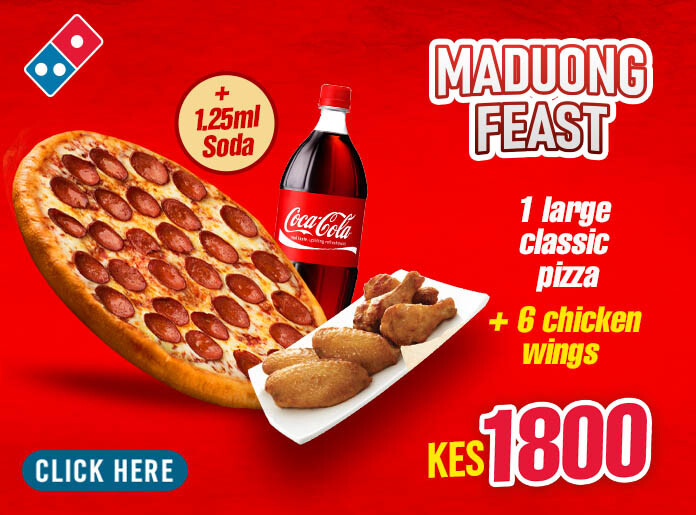 MADUONG
FEAST
+
1.25ml
Soda
Coca-Cola
1 large
classic
pizza
+ 6 chicken
wings
KES1800
CLICK HERE